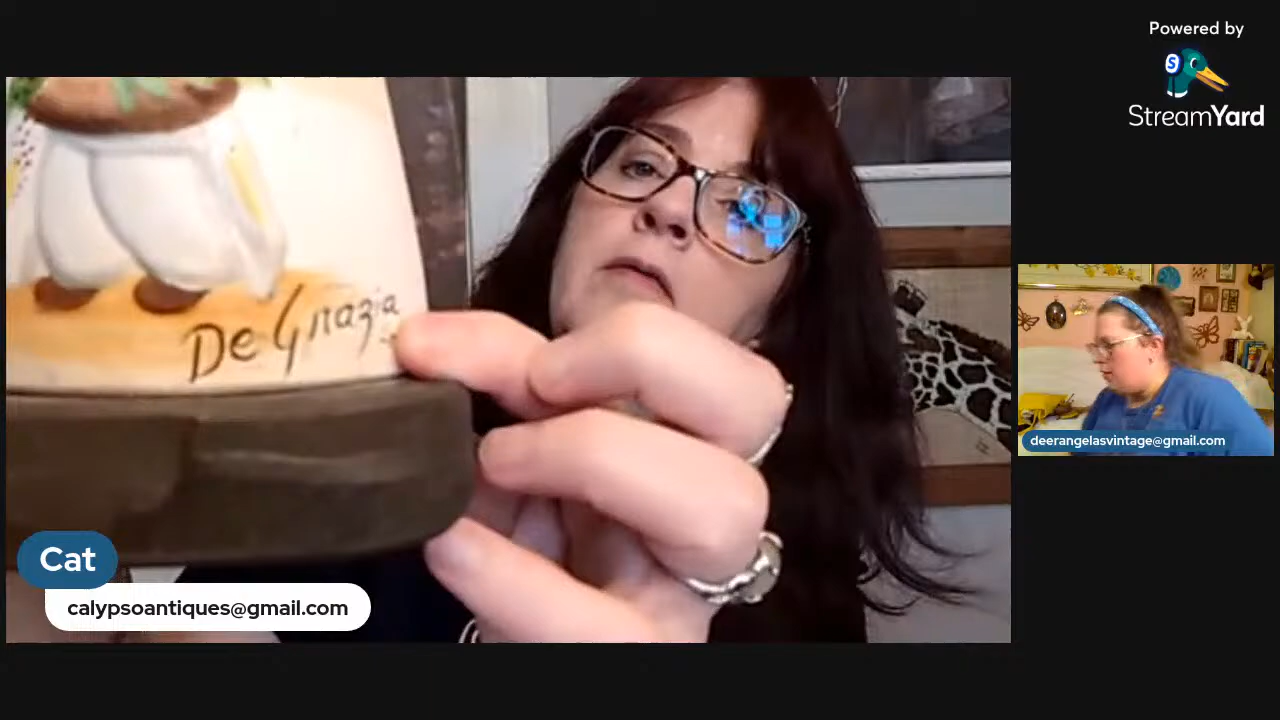 Powered by
StreamYard
De Grazia
deerangelasvintage@gmail.com
Cat
calypsoantiques@gmail.com